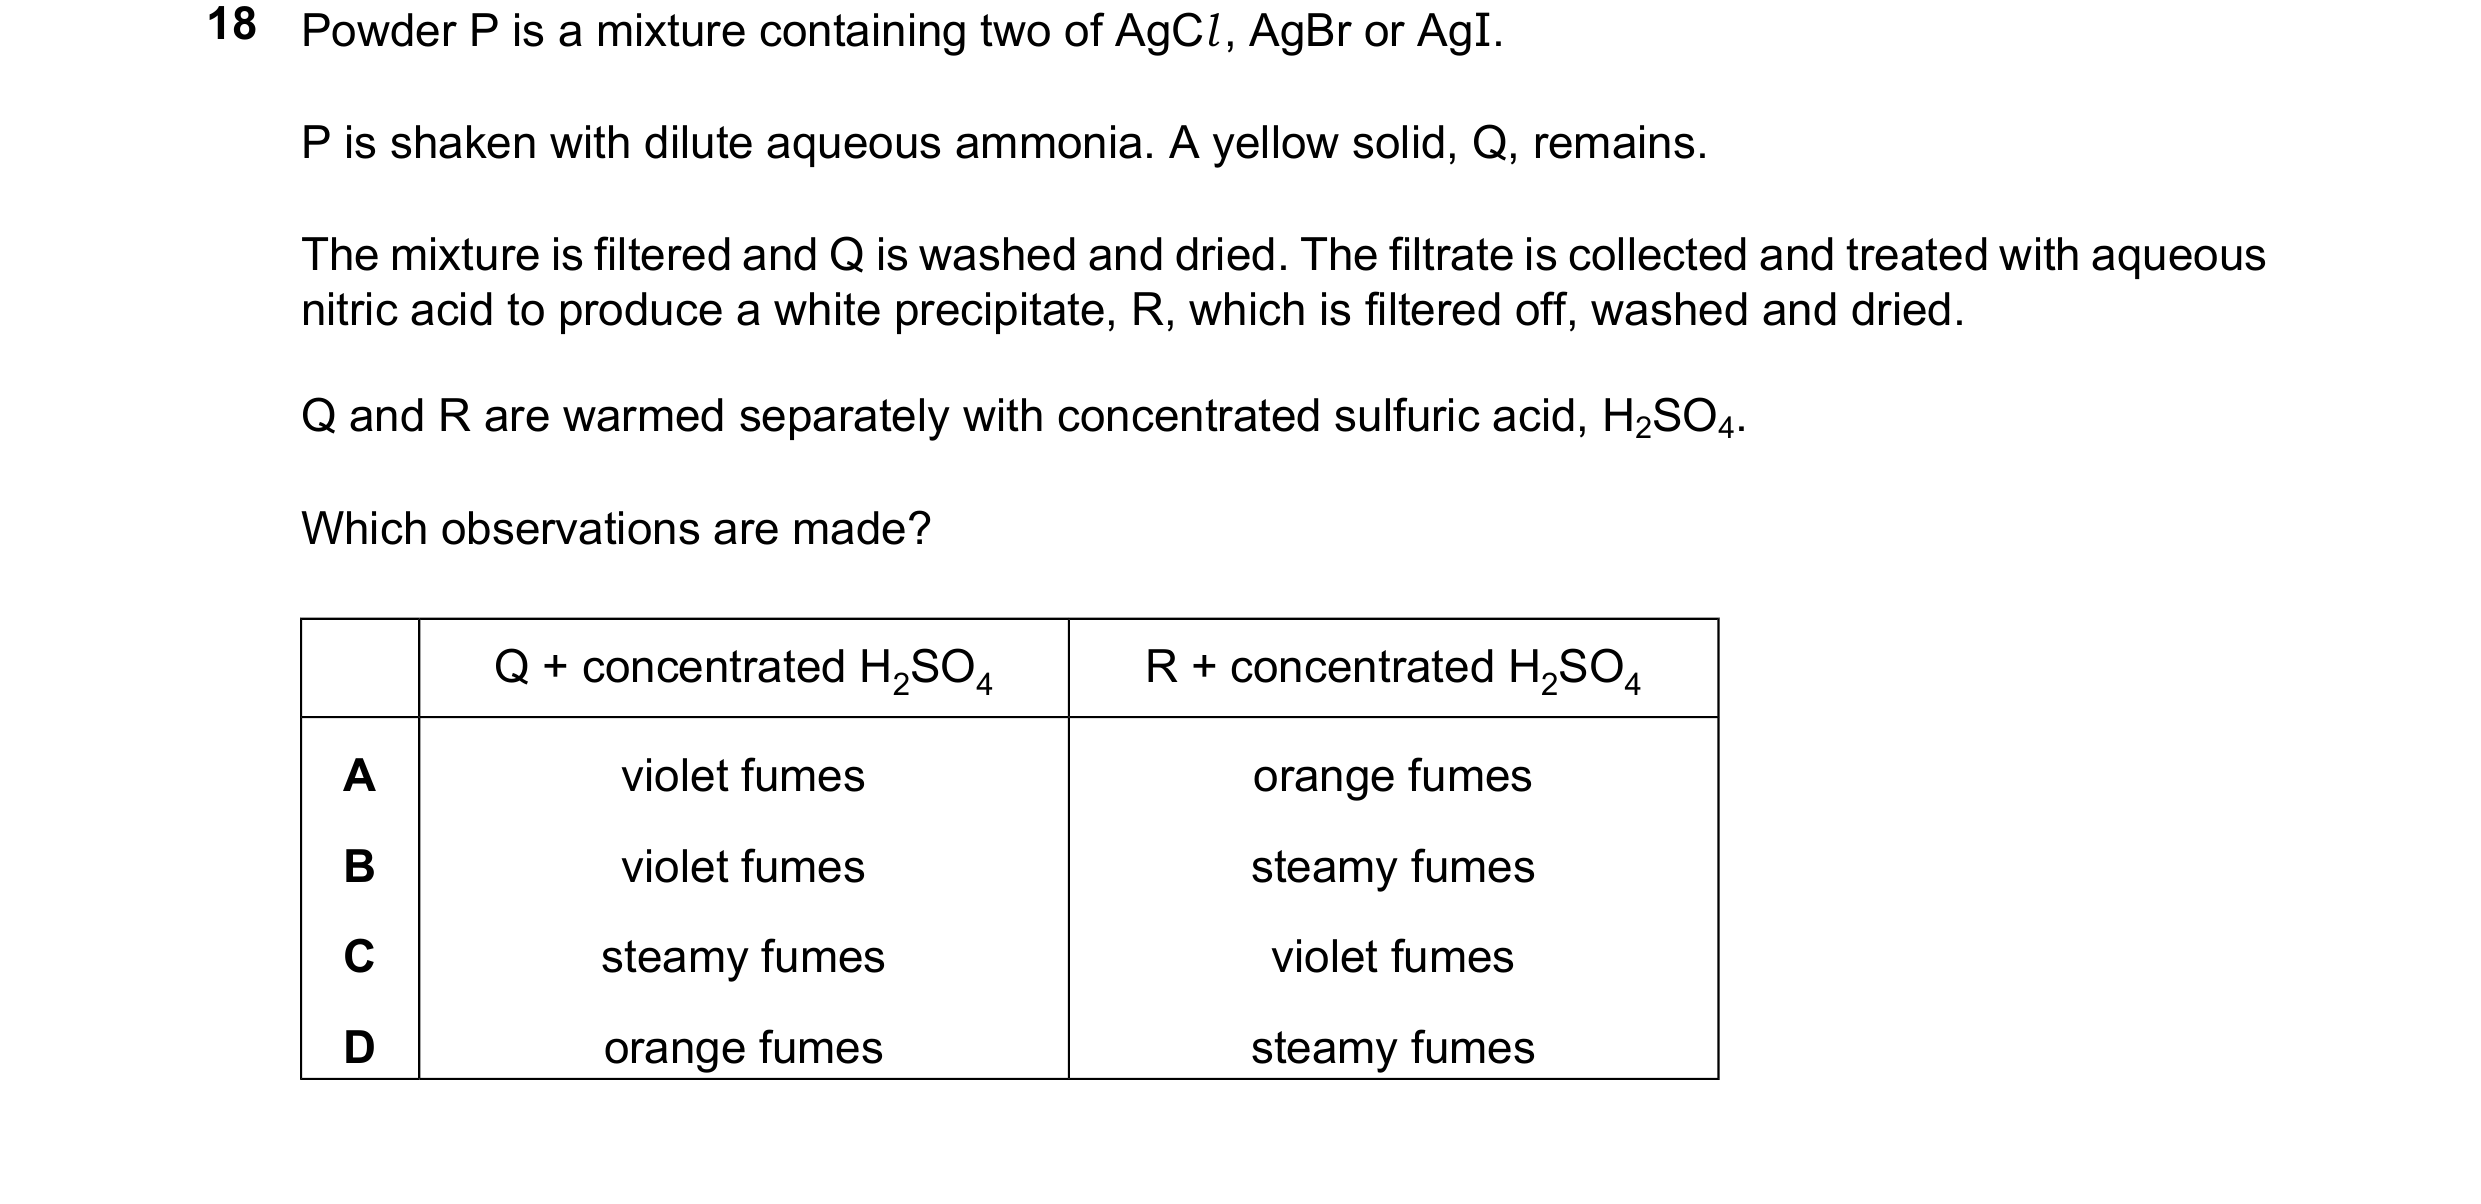 18 Powder P is a mixture containing two of AgCl, AgBr or AgI.
P is shaken with dilute aqueous ammonia. A yellow solid, Q, remains.
The mixture is filtered and Q is washed and dried. The filtrate is collected and treated with aqueous
nitric acid to produce a white precipitate, R, which is filtered off, washed and dried.
Q and R are warmed separately with concentrated sulfuric acid, H₂SO₄.
Which observations are made?
Q + concentrated H₂SO₄ R + concentrated H₂SO₄
A violet fumes orange fumes
B violet fumes steamy fumes
C steamy fumes violet fumes
D orange fumes steamy fumes